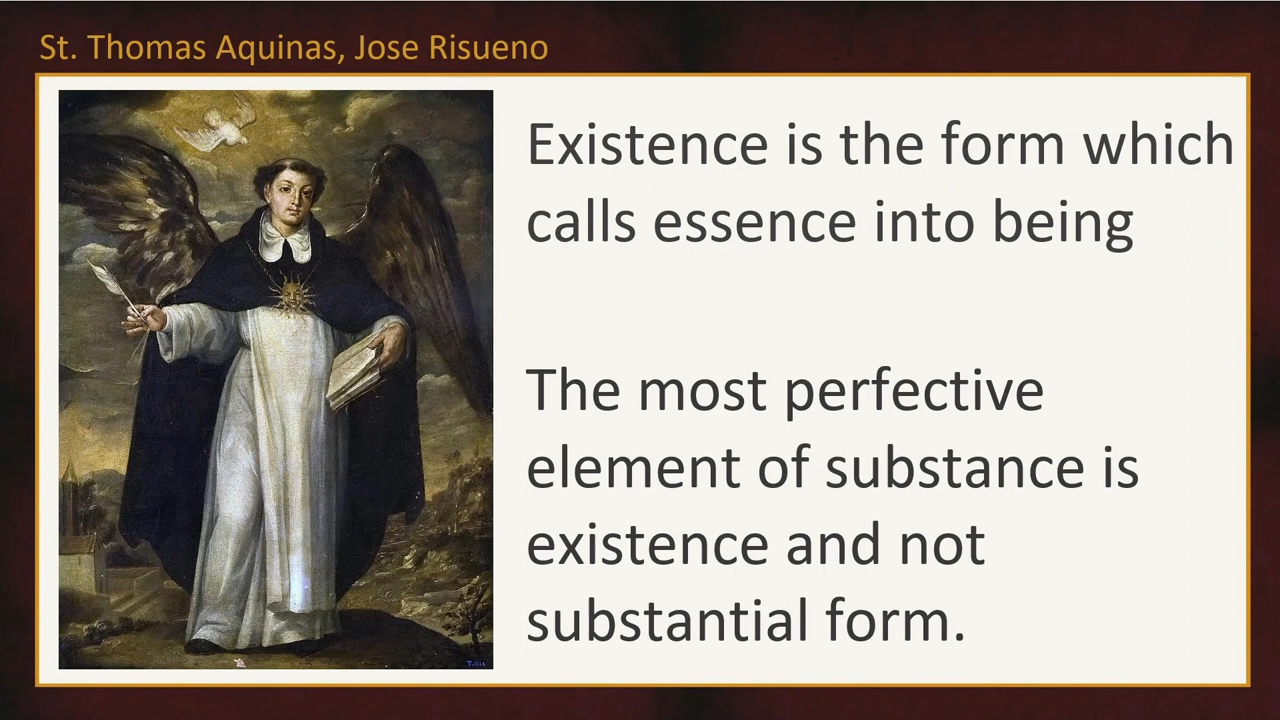 St. Thomas Aquinas, Jose Risueno
Existence is the form which
calls essence into being
The most perfective
element of substance is
existence and not
substantial form.